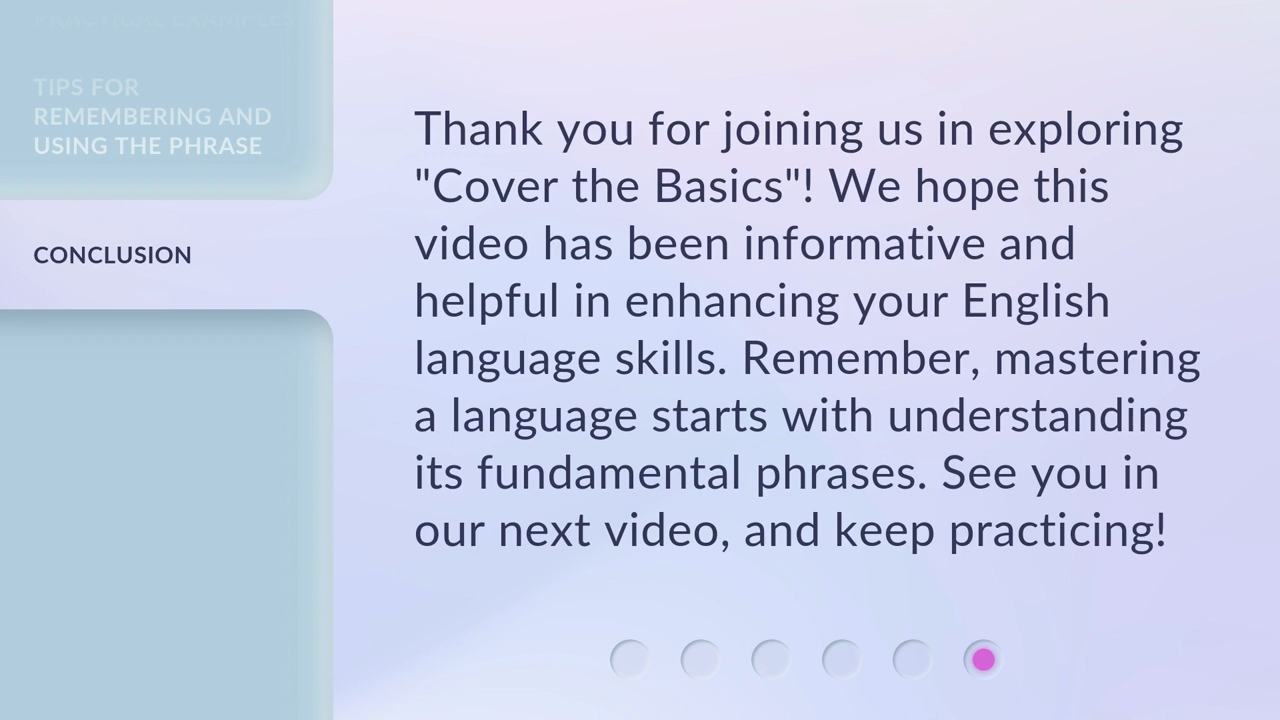 PRACTICAL EXAMPLES
TIPS FOR
REMEMBERING AND
USING THE PHRASE
CONCLUSION
Thank you for joining us in exploring
"Cover the Basics"! We hope this
video has been informative and
helpful in enhancing your English
language skills. Remember, mastering
a language starts with understanding
its fundamental phrases. See you in
our next video, and keep practicing!